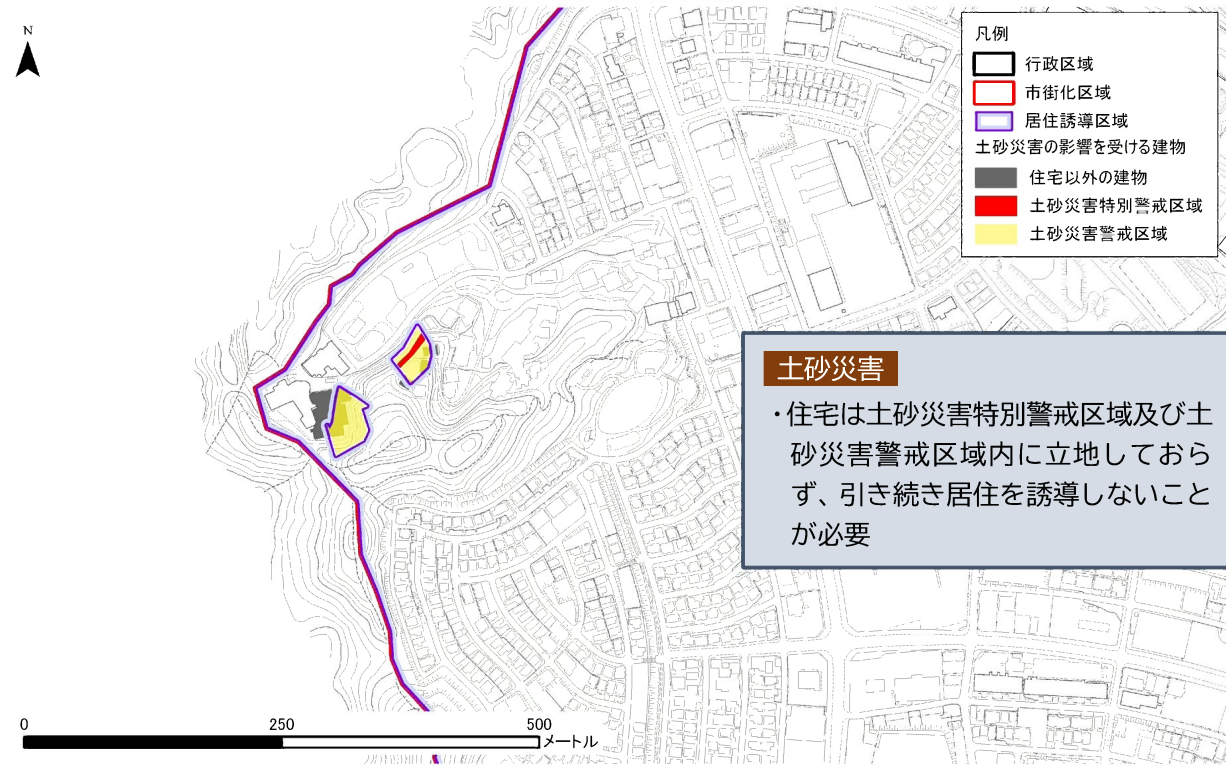 N
凡例
行政区域
市街化区域
居住誘導区域
土砂災害の影響を受ける建物
住宅以外の建物
土砂災害特別警戒区域
土砂災害警戒区域
土砂災害
・住宅は土砂災害特別警戒区域及び土
砂災害警戒区域内に立地しておら
ず、引き続き居住を誘導しないこと
が必要
0 250 500
メートル